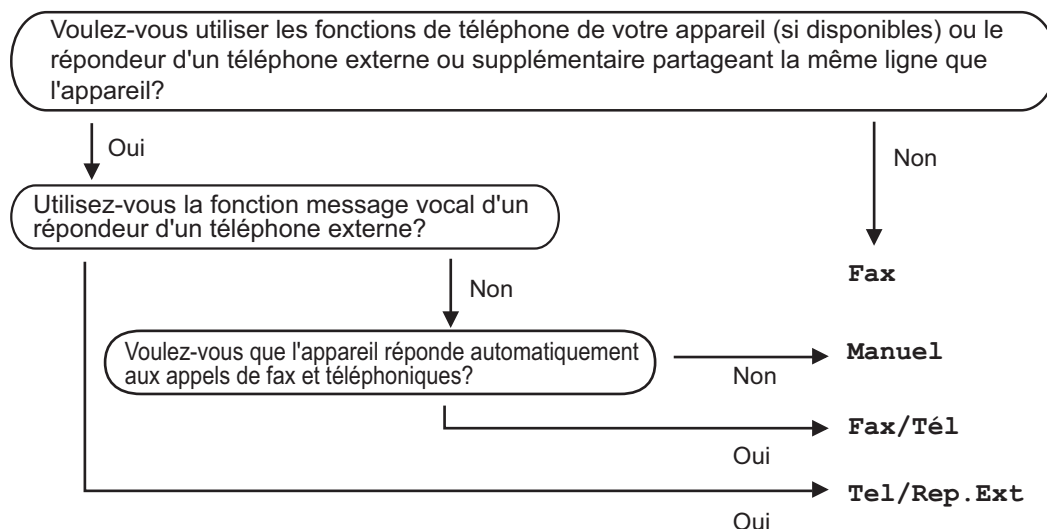 Voulez-vous utiliser les fonctions de téléphone de votre appareil (si disponibles) ou le
répondeur d'un téléphone externe ou supplémentaire partageant la même ligne que
l'appareil?
Oui
Non
Utilisez-vous la fonction message vocal d'un
répondeur d'un téléphone externe?
Fax
Non
Voulez-vous que l'appareil réponde automatiquement
aux appels de fax et téléphoniques?
Manuel
Non
Fax/Tél
Oui
Tel/Rep.Ext
Oui